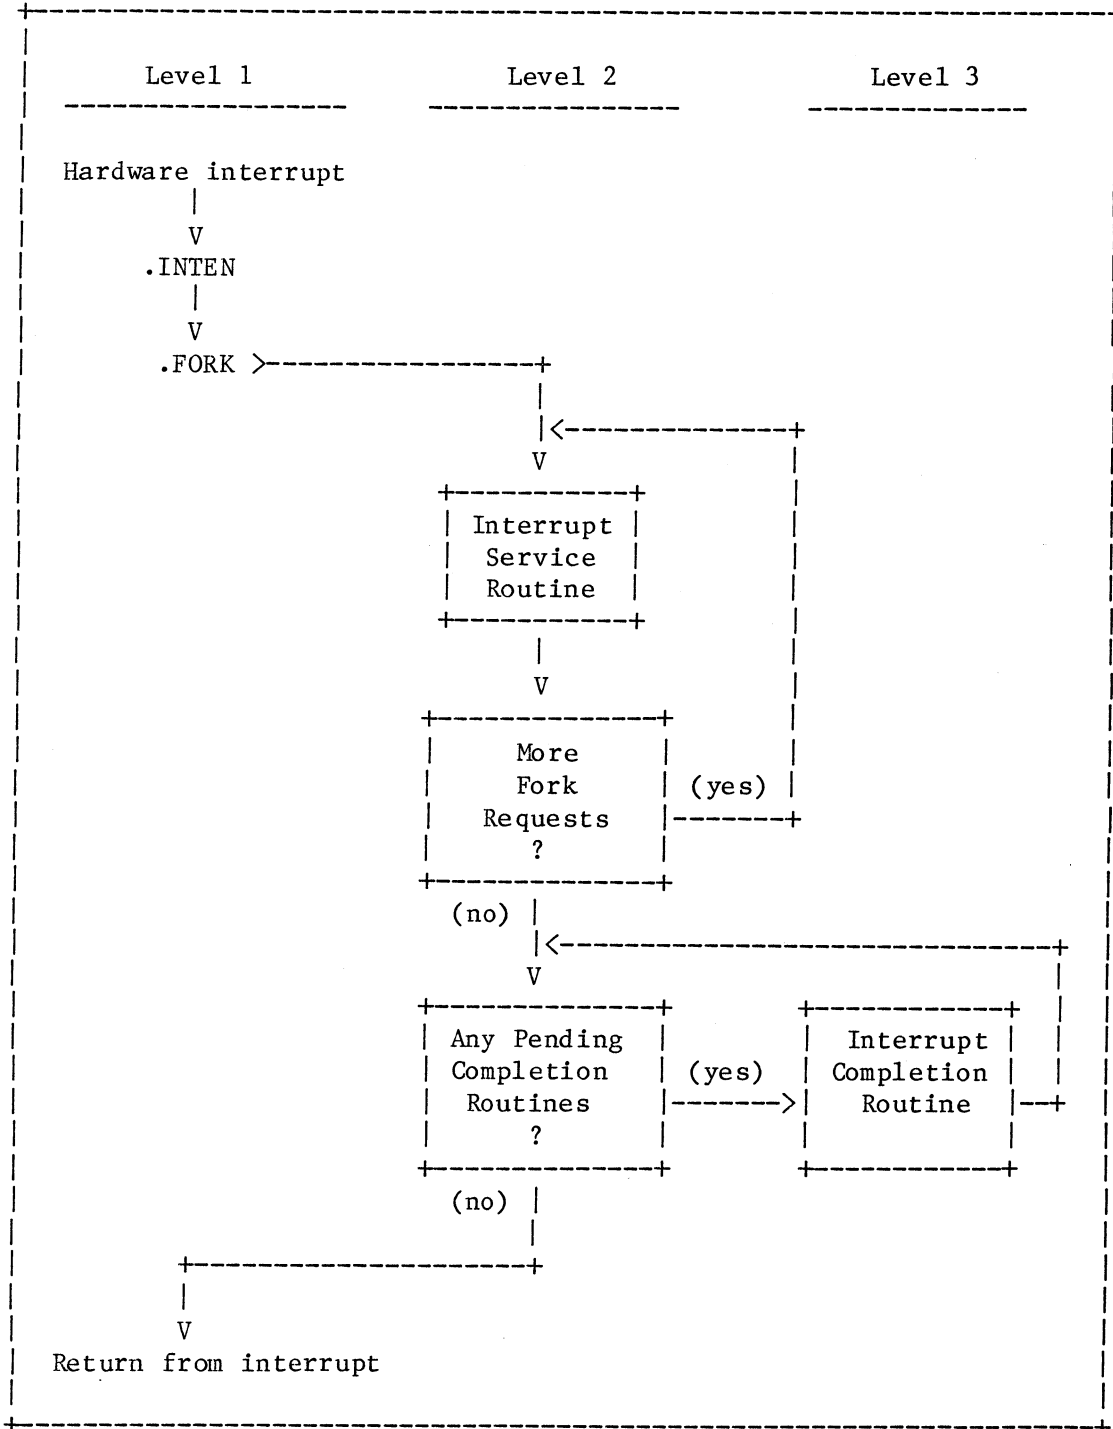 Level 1 Level 2 Level 3
Hardware interrupt
V
.INTEN
V
.FORK >
<
V
Interrupt
Service
Routine
V
More
Fork
Requests
?
(yes)
(no)
<
V
Any Pending
Completion
Routines
?
(yes)
>
Interrupt
Completion
Routine
(no)
V
Return from interrupt